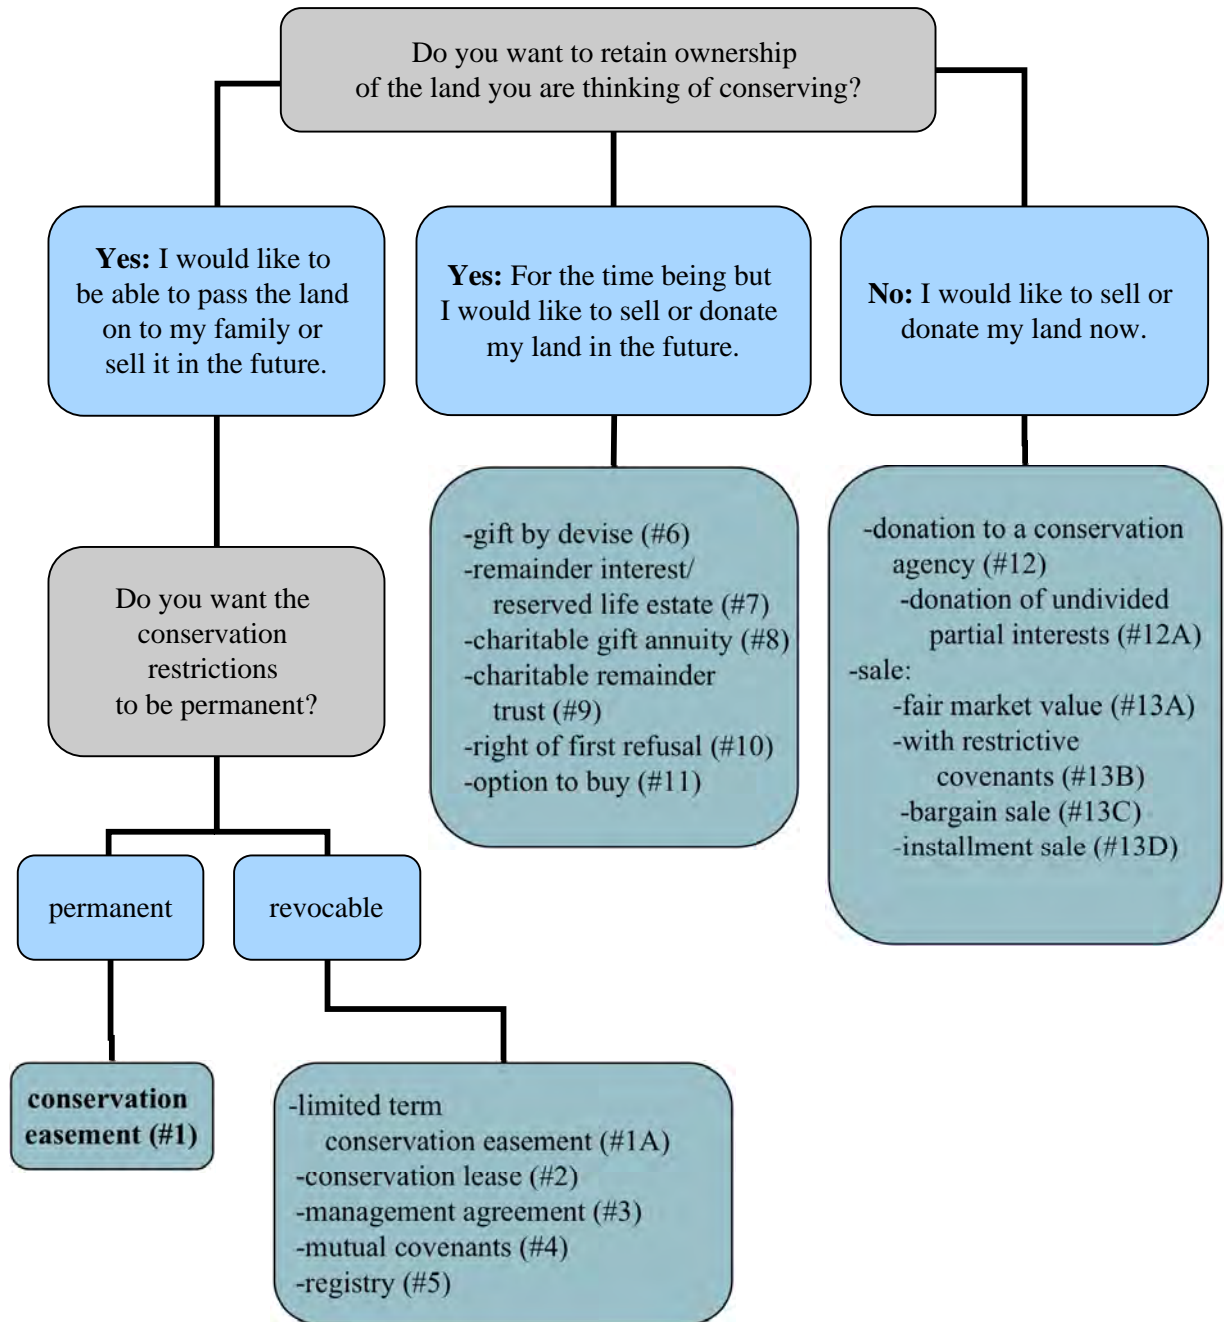 Do you want to retain ownership
of the land you are thinking of conserving?
Yes: I would like to
be able to pass the land
on to my family or
sell it in the future.
Yes: For the time being but
I would like to sell or donate
my land in the future.
No: I would like to sell or
donate my land now.
Do you want the
conservation
restrictions
to be permanent?
-gift by devise (#6)
-remainder interest/
reserved life estate (#7)
-charitable gift annuity (#8)
-charitable remainder
trust (#9)
-right of first refusal (#10)
-option to buy (#11)
-donation to a conservation
agency (#12)
-donation of undivided
partial interests (#12A)
-sale:
-fair market value (#13A)
-with restrictive
covenants (#13B)
-bargain sale (#13C)
-installment sale (#13D)
permanent
revocable
conservation
easement (#1)
-limited term
conservation easement (#1A)
-conservation lease (#2)
-management agreement (#3)
-mutual covenants (#4)
-registry (#5)